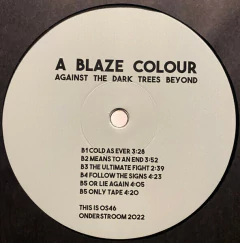 A BLAZE COLOUR
AGAINST THE DARK TREES BEYOND
B1 COLD AS EVER 3:28
B2 MEANS TO AN END 3:52
B3 THE ULTIMATE FIGHT 2:39
B4 FOLLOW THE SIGNS 4:23
B5 OR LIE AGAIN 4:05
B5 ONLY TAPE 4:20
THIS IS OS46
ONDERSTROOM 2022